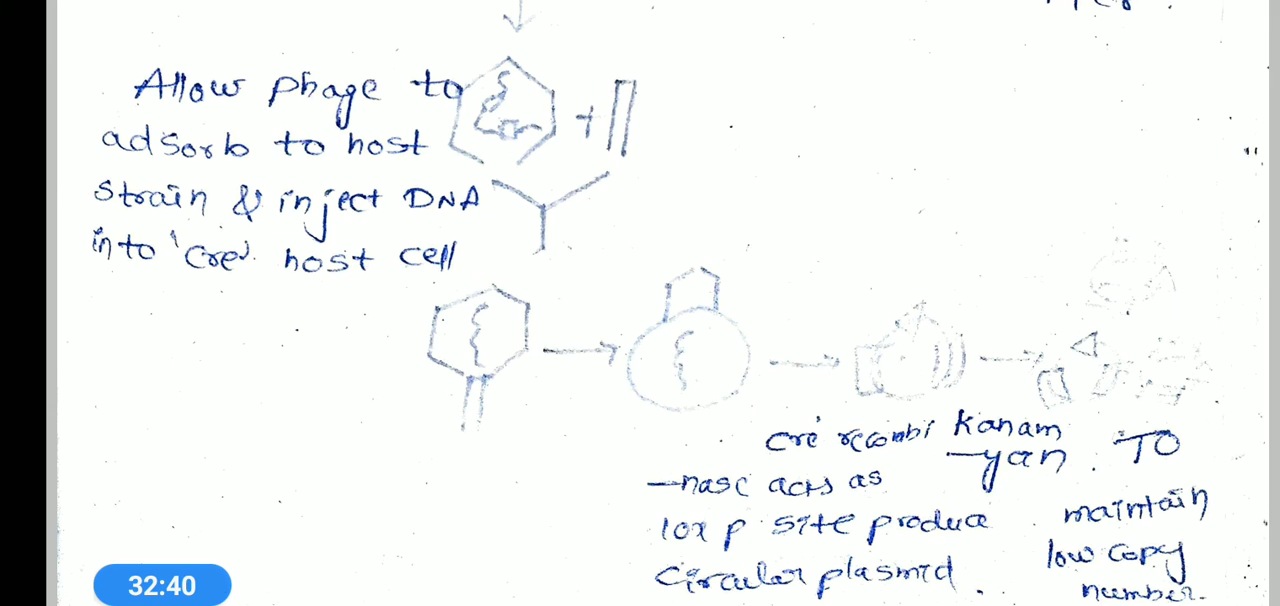 Allow phage to
adsorb to host
strain & inject DNA
into 'cre' host cell
+
cre recombi
-nase acts as
lox p site produce
circular plasmid.
Kanam
-yan. To
maintain
low copy
number.
32:40